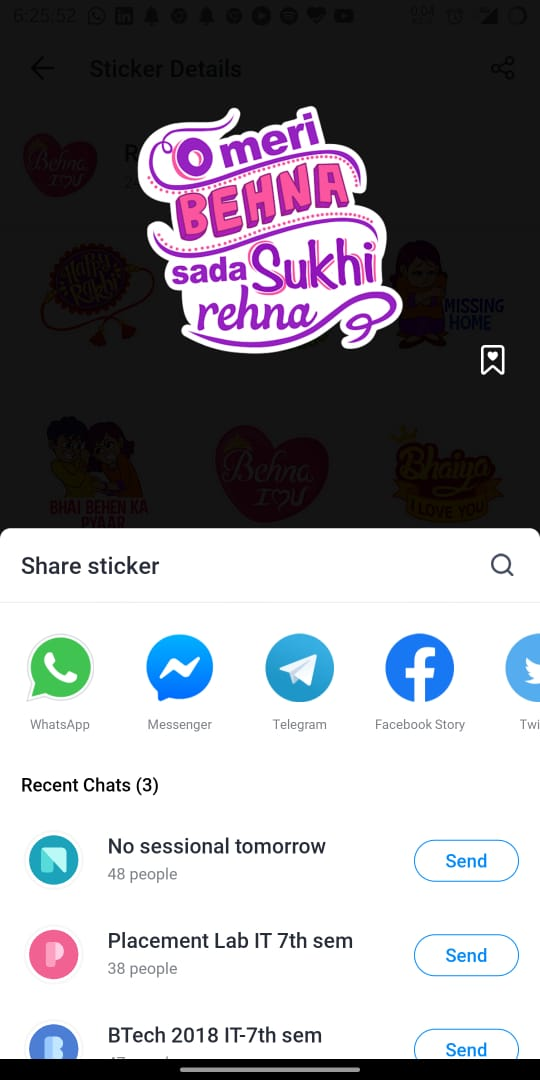 6:25:52
0:04
Sticker Details
Behna
I U
R
HAPPY
Rakhi
O meri
BEHNA
sada Sukhi
rehna
MISSING
HOME
BHAI BEHEN KA
PYAAR
Behna
I U
Bhaiya
I LOVE YOU
Share sticker
WhatsApp
Messenger
Telegram
Facebook Story
Twi
Recent Chats (3)
No sessional tomorrow
48 people
Send
Placement Lab IT 7th sem
38 people
Send
BTech 2018 IT-7th sem
Send